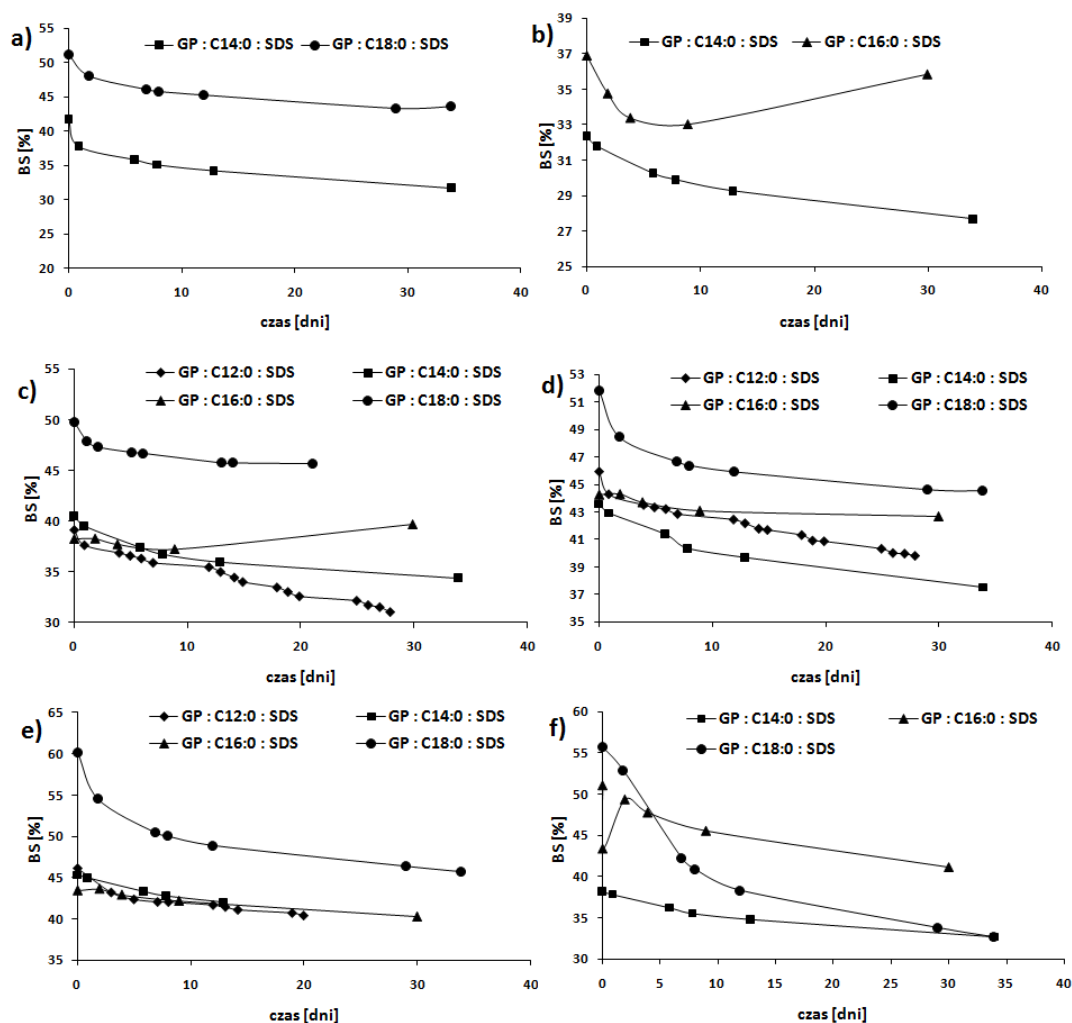 a)
GP : C14:0 : SDS GP : C18:0 : SDS
BS [%]
55
50
45
40
35
30
25
20
0 10 20 30 40
czas [dni]
b)
GP : C14:0 : SDS GP : C16:0 : SDS
BS [%]
39
37
35
33
31
29
27
25
0 10 20 30 40
czas [dni]
c)
GP : C12:0 : SDS GP : C14:0 : SDS
GP : C16:0 : SDS GP : C18:0 : SDS
BS [%]
55
50
45
40
35
30
0 10 20 30 40
czas [dni]
d)
GP : C12:0 : SDS GP : C14:0 : SDS
GP : C16:0 : SDS GP : C18:0 : SDS
BS [%]
53
51
49
47
45
43
41
39
37
35
0 10 20 30 40
czas [dni]
e)
GP : C12:0 : SDS GP : C14:0 : SDS
GP : C16:0 : SDS GP : C18:0 : SDS
BS [%]
65
60
55
50
45
40
35
0 10 20 30 40
czas [dni]
f)
GP : C14:0 : SDS GP : C16:0 : SDS
GP : C18:0 : SDS
BS [%]
60
55
50
45
40
35
30
0 5 10 15 20 25 30 35 40
czas [dni]